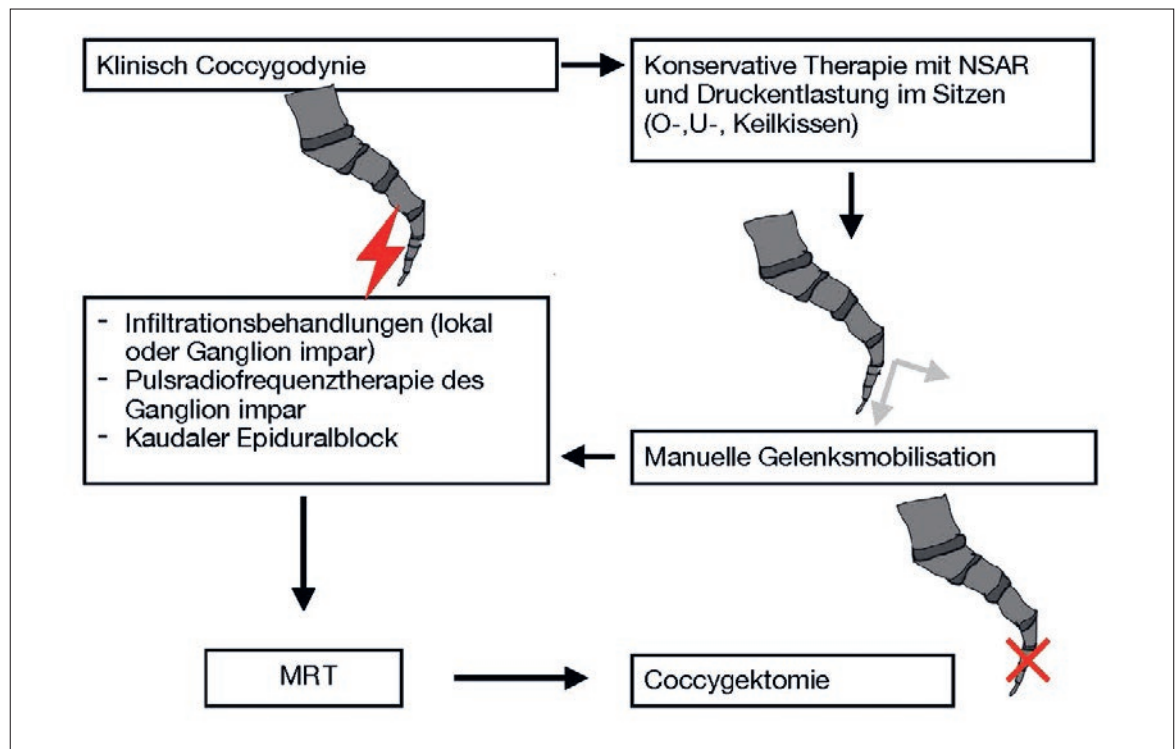 Klinisch Coccygodynie
Konservative Therapie mit NSAR
und Druckentlastung im Sitzen
(O-,U-, Keilkissen)
Manuelle Gelenksmobilisation
- Infiltrationsbehandlungen (lokal
oder Ganglion impar)
- Pulsradiofrequenztherapie des
Ganglion impar
- Kaudaler Epiduralblock
MRT
Coccygektomie